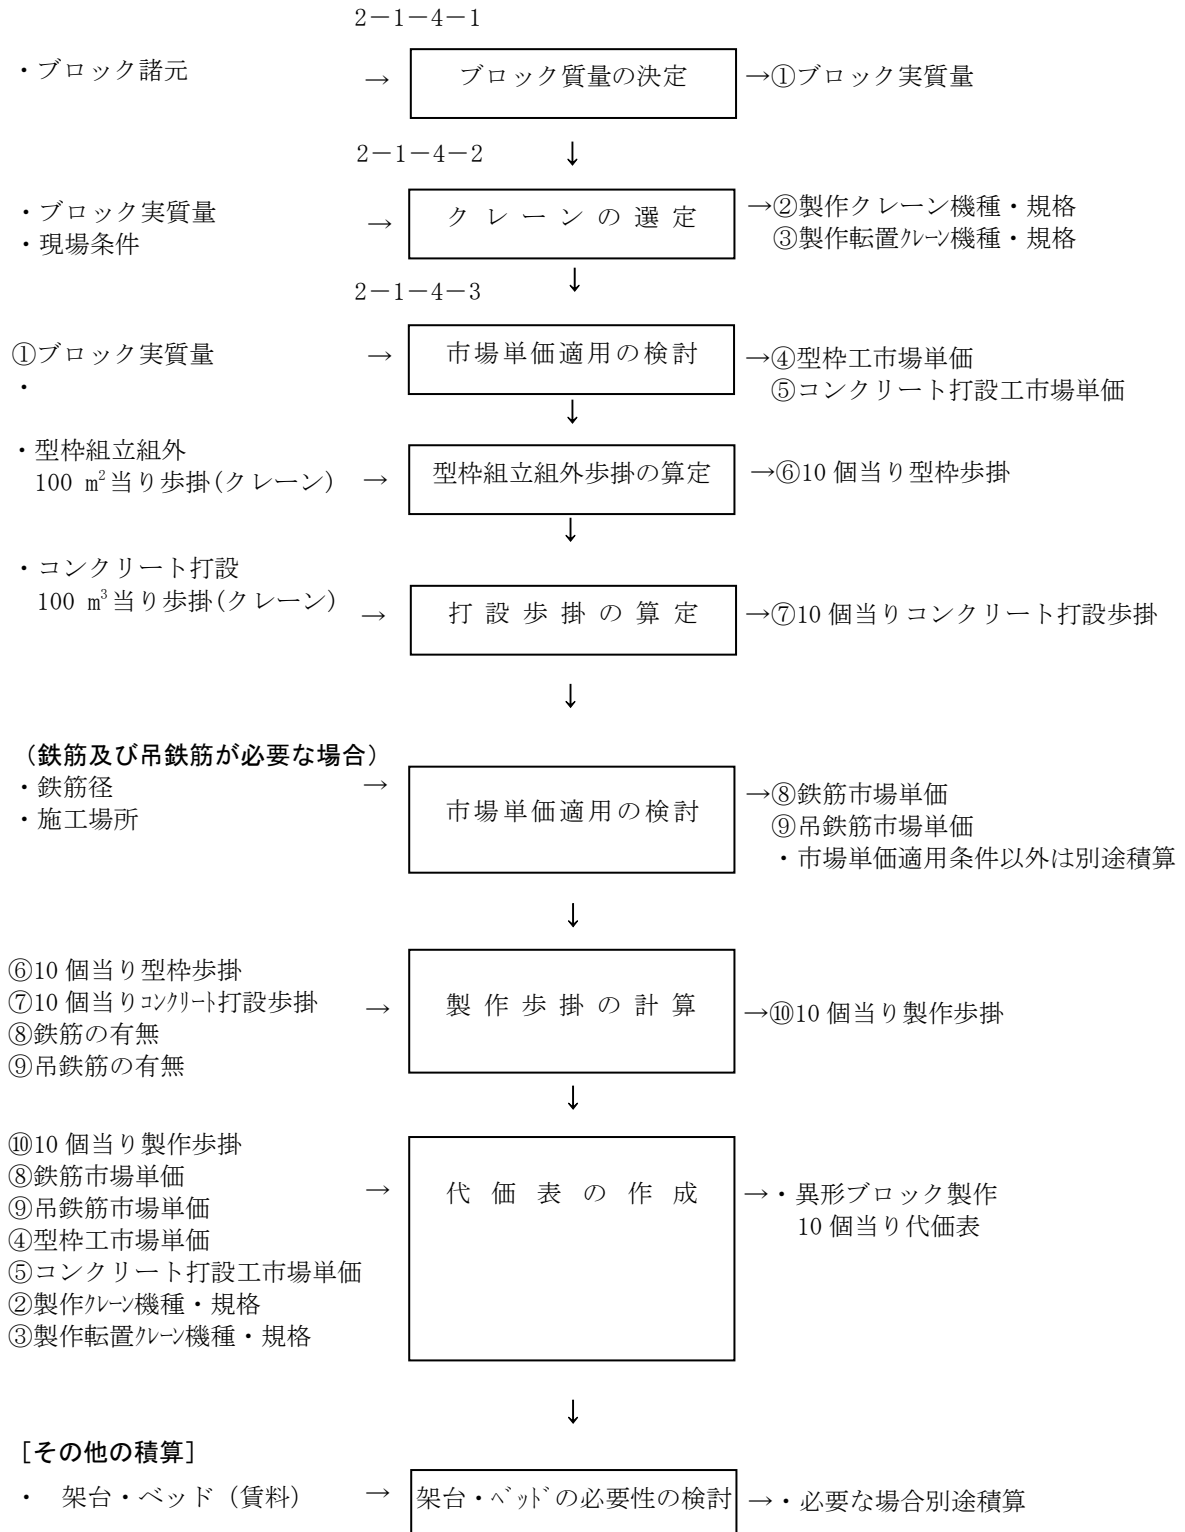 2－1－4－1
・ブロック諸元 → ブロック質量の決定 →①ブロック実質量
2－1－4－2 ↓
・ブロック実質量 → クレーンの選定 →②製作クレーン機種・規格
・現場条件 ③製作転置クレーン機種・規格
↓
2－1－4－3
①ブロック実質量 → 市場単価適用の検討 →④型枠工市場単価
・ ⑤コンクリート打設工市場単価
↓
・型枠組立組外
100 m²当り歩掛(クレーン) → 型枠組立組外歩掛の算定 →⑥10 個当り型枠歩掛
↓
・コンクリート打設
100 m³当り歩掛(クレーン) → 打設歩掛の算定 →⑦10 個当りコンクリート打設歩掛
↓
（鉄筋及び吊鉄筋が必要な場合）
・鉄筋径 → 市場単価適用の検討 →⑧鉄筋市場単価
・施工場所 ⑨吊鉄筋市場単価
・市場単価適用条件以外は別途積算
↓
⑥10 個当り型枠歩掛
⑦10 個当りコンクリート打設歩掛 → 製作歩掛の計算 →⑩10 個当り製作歩掛
⑧鉄筋の有無
⑨吊鉄筋の有無
↓
⑩10 個当り製作歩掛
⑧鉄筋市場単価 → 代価表の作成 →・異形ブロック製作
⑨吊鉄筋市場単価 10 個当り代価表
④型枠工市場単価
⑤コンクリート打設工市場単価
②製作クレーン機種・規格
③製作転置クレーン機種・規格
↓
［その他の積算］
・ 架台・ベッド（賃料） → 架台・ベッドの必要性の検討 →・必要な場合別途積算